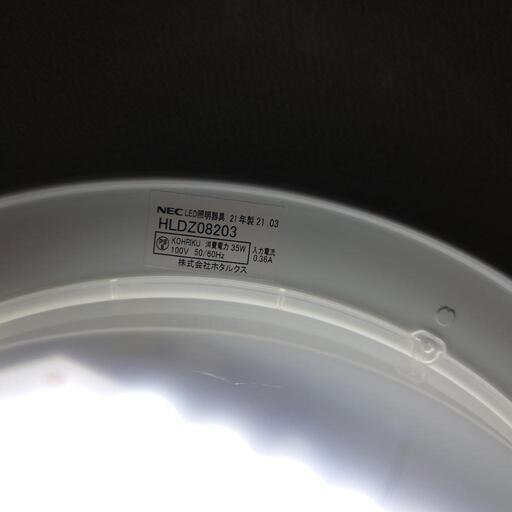 NEC LED照明器具 21年製 21.03
HLDZ08203
KOHRIKU 消費電力 35W 入力電流
100V 50/60Hz 0.36A
株式会社ホタルクス